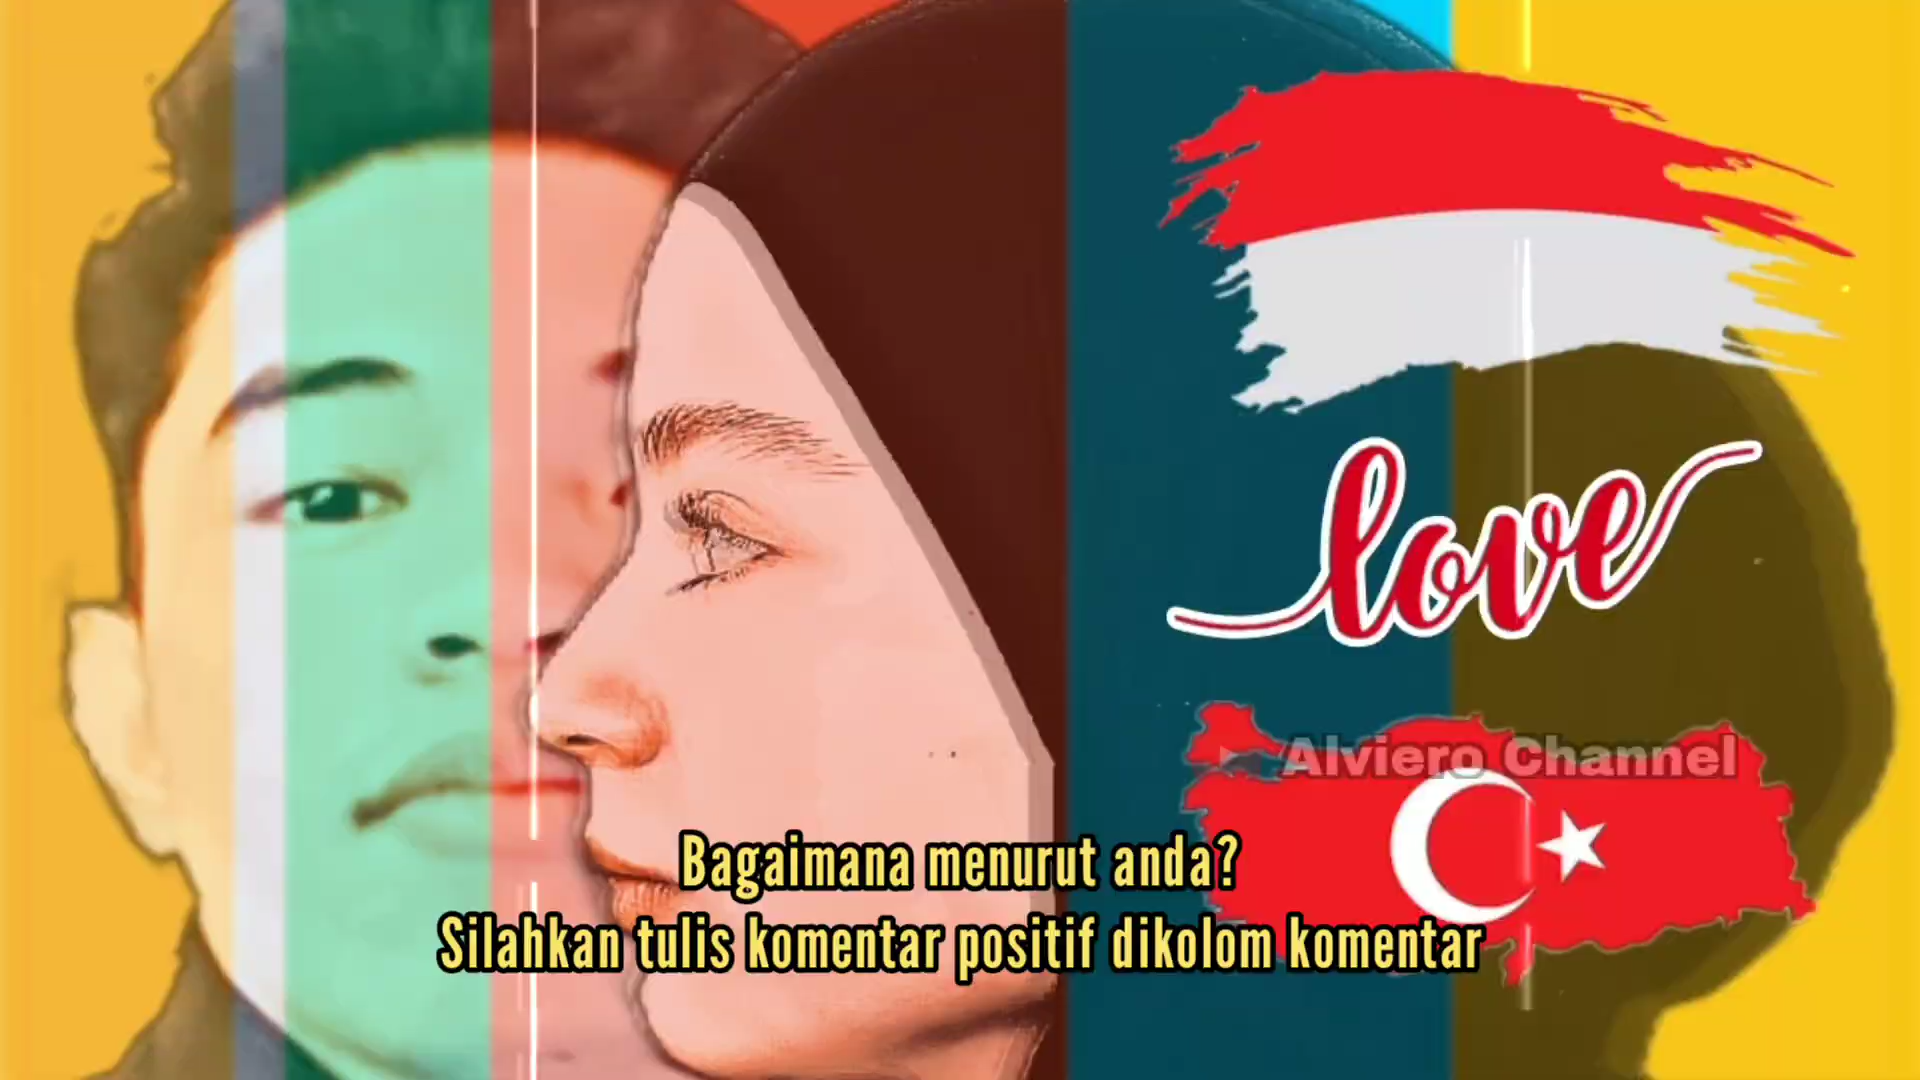 love
Alviero Channel
Bagaimana menurut anda?
Silahkan tulis komentar positif dikolom komentar